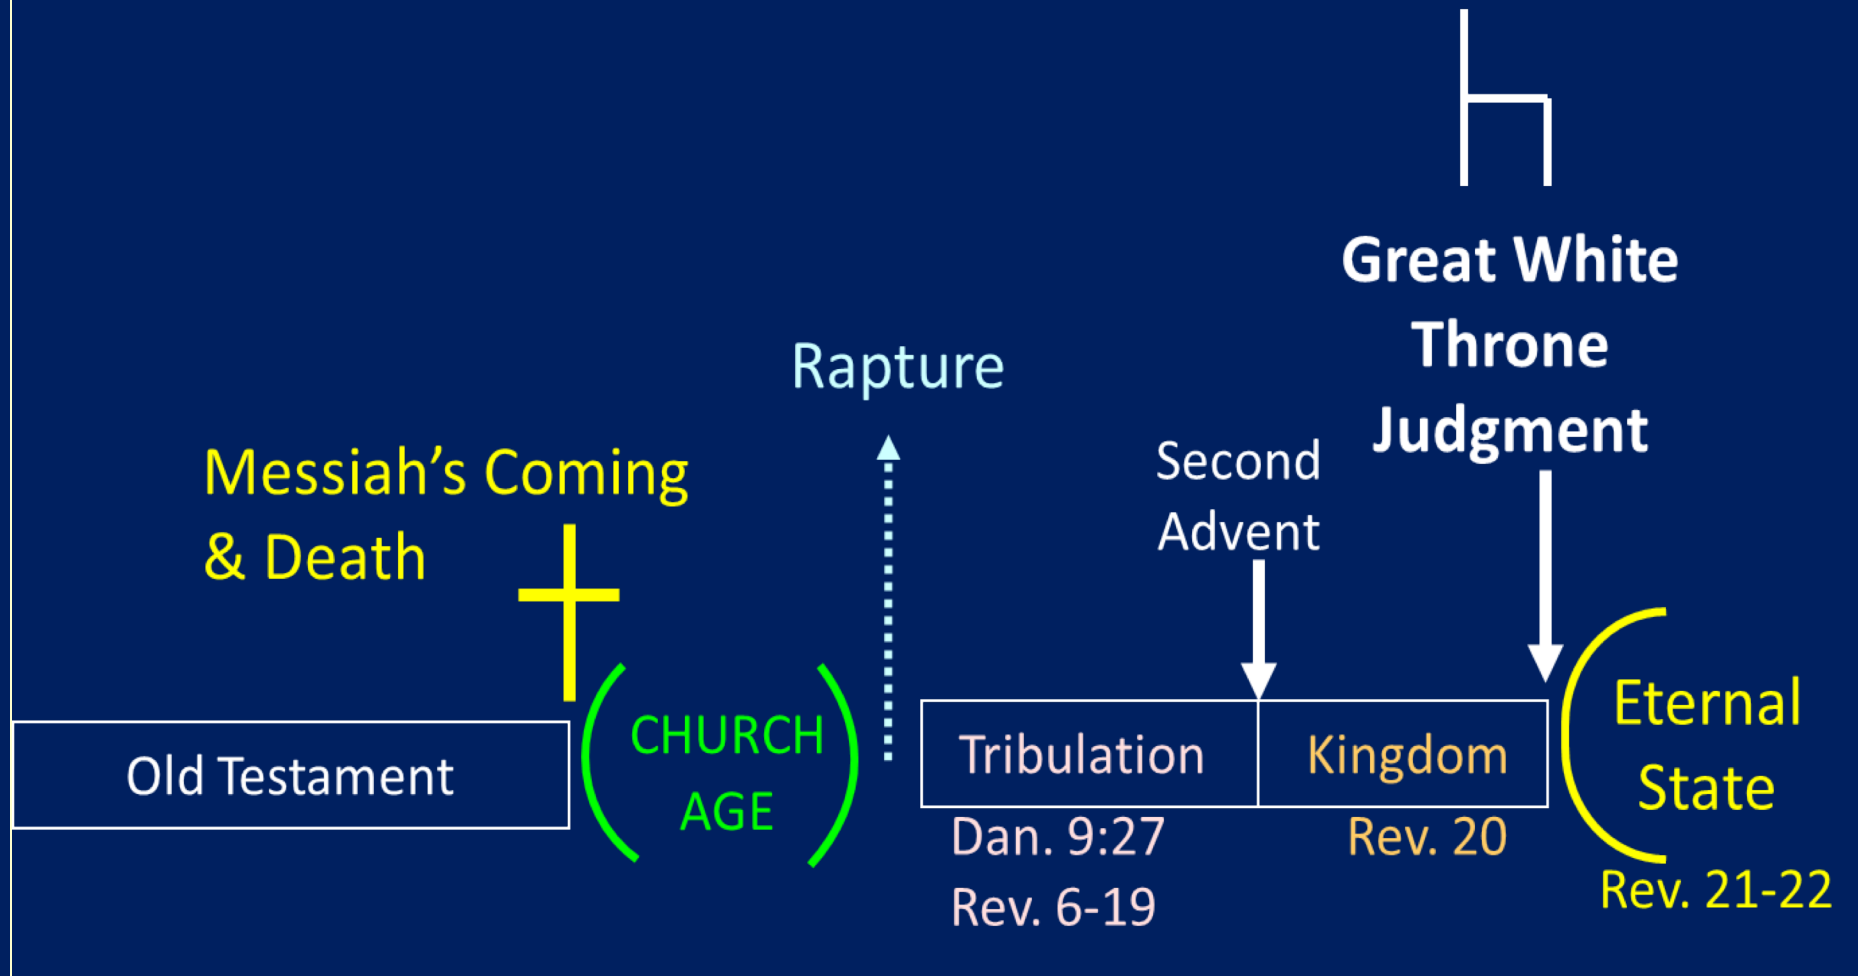 Great White
Throne
Judgment
Rapture
Second
Advent
Messiah’s Coming
& Death
Old Testament
CHURCH
AGE
Tribulation
Kingdom
Eternal
State
Dan. 9:27
Rev. 6-19
Rev. 20
Rev. 21-22